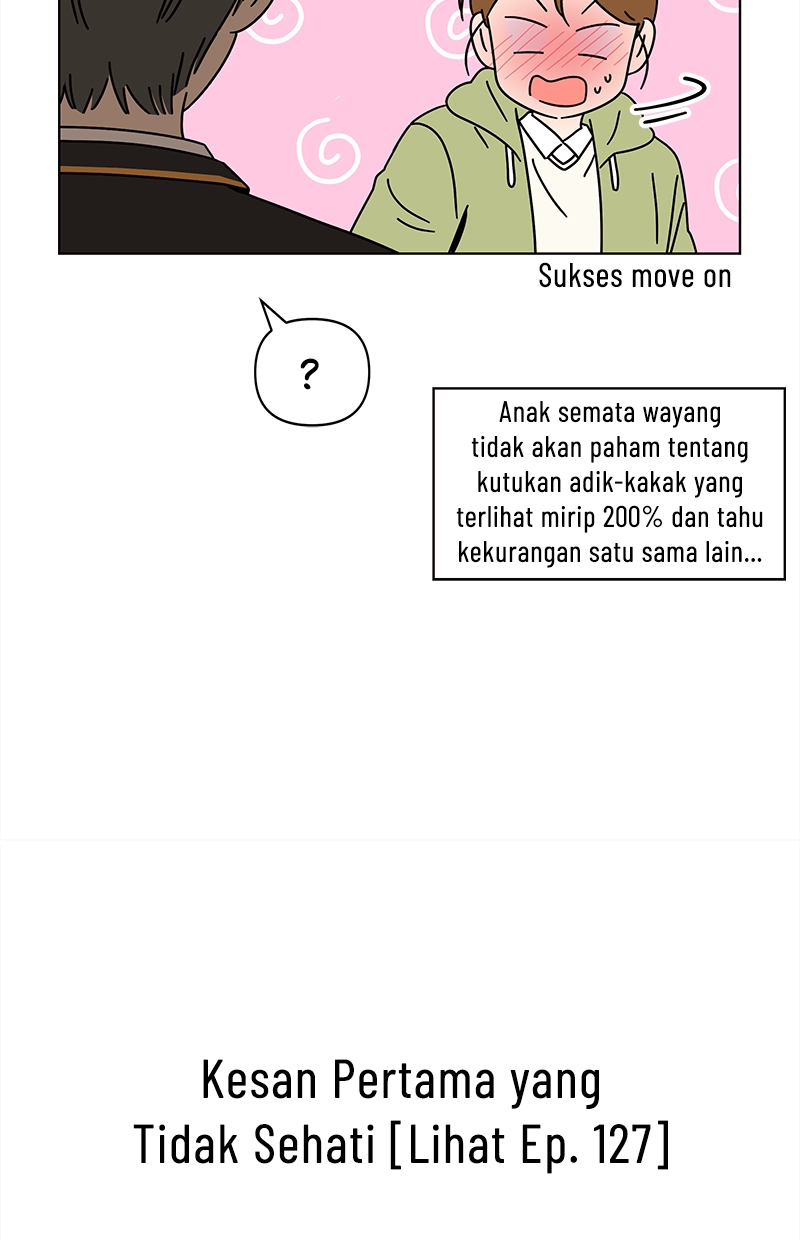 Sukses move on
?
Anak semata wayang
tidak akan paham tentang
kutukan adik-kakak yang
terlihat mirip 200% dan tahu
kekurangan satu sama lain...
Kesan Pertama yang
Tidak Sehati [Lihat Ep. 127]